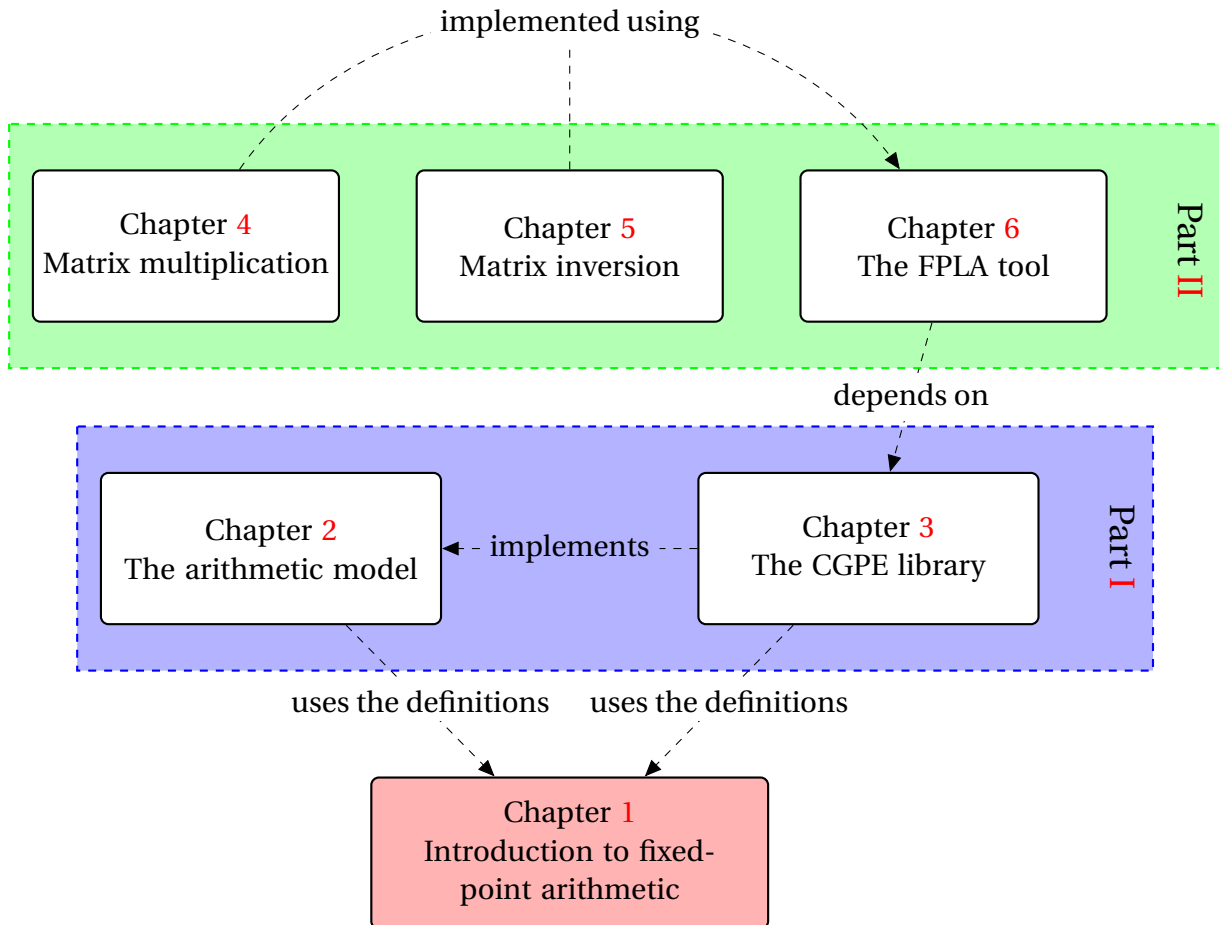 implemented using
Chapter 4
Matrix multiplication
Chapter 5
Matrix inversion
Chapter 6
The FPLA tool
Part II
depends on
Chapter 2
The arithmetic model
implements
Chapter 3
The CGPE library
Part I
uses the definitions
uses the definitions
Chapter 1
Introduction to fixed-
point arithmetic